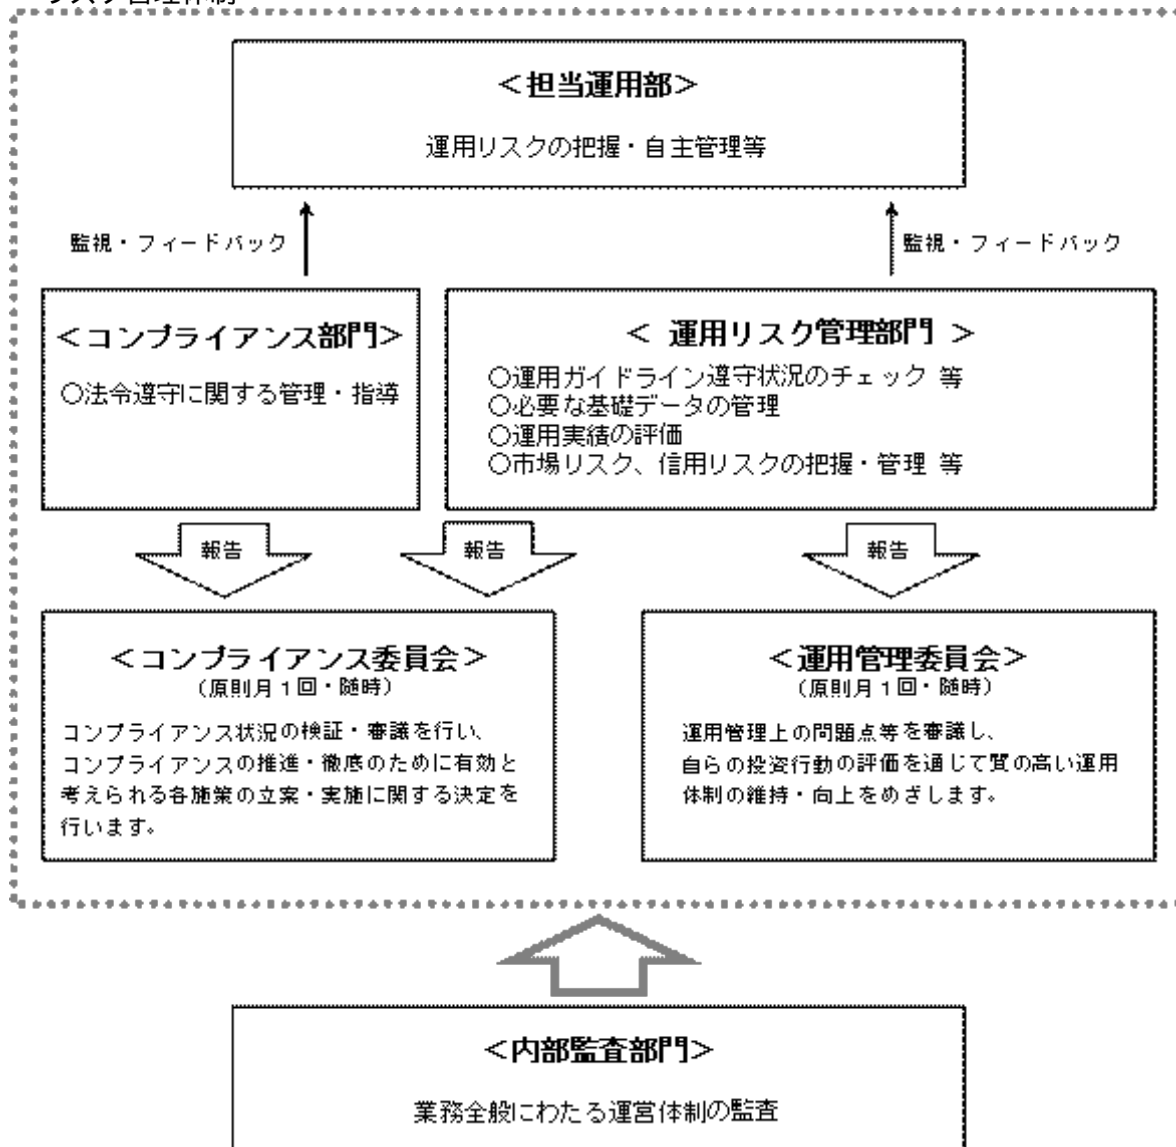 リスク管理体制
＜担当運用部＞
運用リスクの把握・自主管理等
監視・フィードバック
監視・フィードバック
＜コンプライアンス部門＞
○法令遵守に関する管理・指導
＜ 運用リスク管理部門 ＞
○運用ガイドライン遵守状況のチェック 等
○必要な基礎データの管理
○運用実績の評価
○市場リスク、信用リスクの把握・管理 等
報告
報告
報告
＜コンプライアンス委員会＞
（原則月１回・随時）
コンプライアンス状況の検証・審議を行い、
コンプライアンスの推進・徹底のために有効と
考えられる各施策の立案・実施に関する決定を
行います。
＜運用管理委員会＞
（原則月１回・随時）
運用管理上の問題点等を審議し、
自らの投資行動の評価を通じて質の高い運用
体制の維持・向上をめざします。
＜内部監査部門＞
業務全般にわたる運営体制の監査